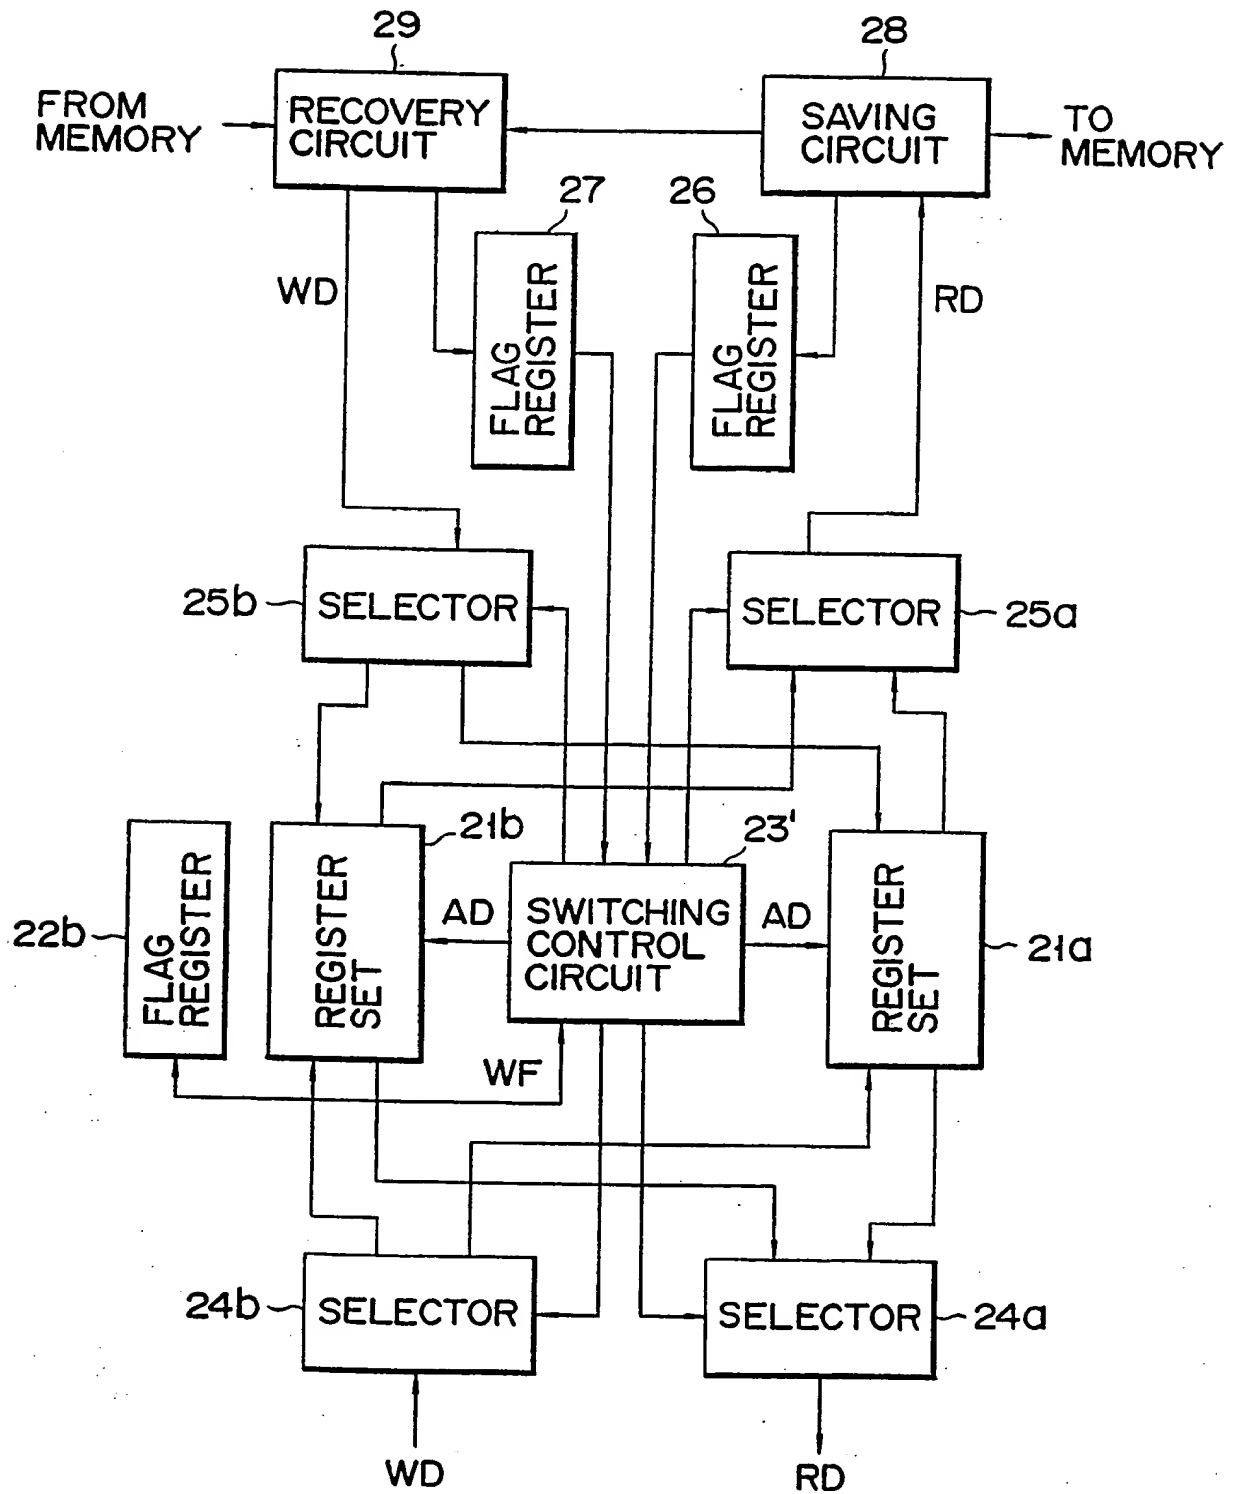 29
28
FROM
MEMORY
RECOVERY
CIRCUIT
SAVING
CIRCUIT
TO
MEMORY
27
26
WD
FLAG
REGISTER
FLAG
REGISTER
RD
25b
SELECTOR
SELECTOR
25a
21b
23'
22b
FLAG
REGISTER
REGISTER
SET
AD
SWITCHING
CONTROL
CIRCUIT
AD
REGISTER
SET
21a
WF
24b
SELECTOR
SELECTOR
24a
WD
RD